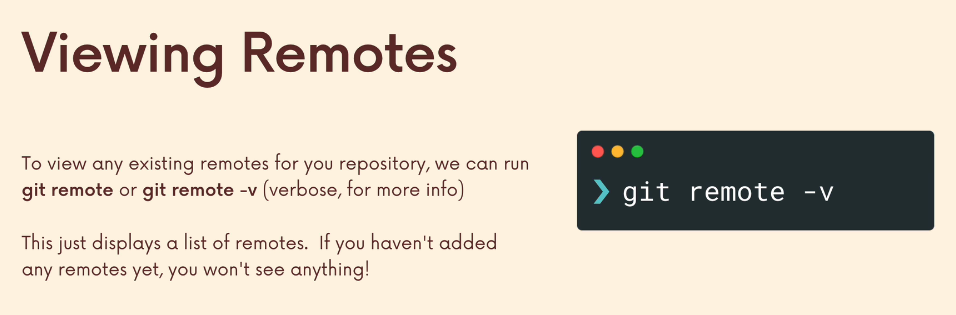 Viewing Remotes
To view any existing remotes for you repository, we can run
git remote or git remote -v (verbose, for more info)
This just displays a list of remotes.  If you haven't added
any remotes yet, you won't see anything!
❯ git remote -v